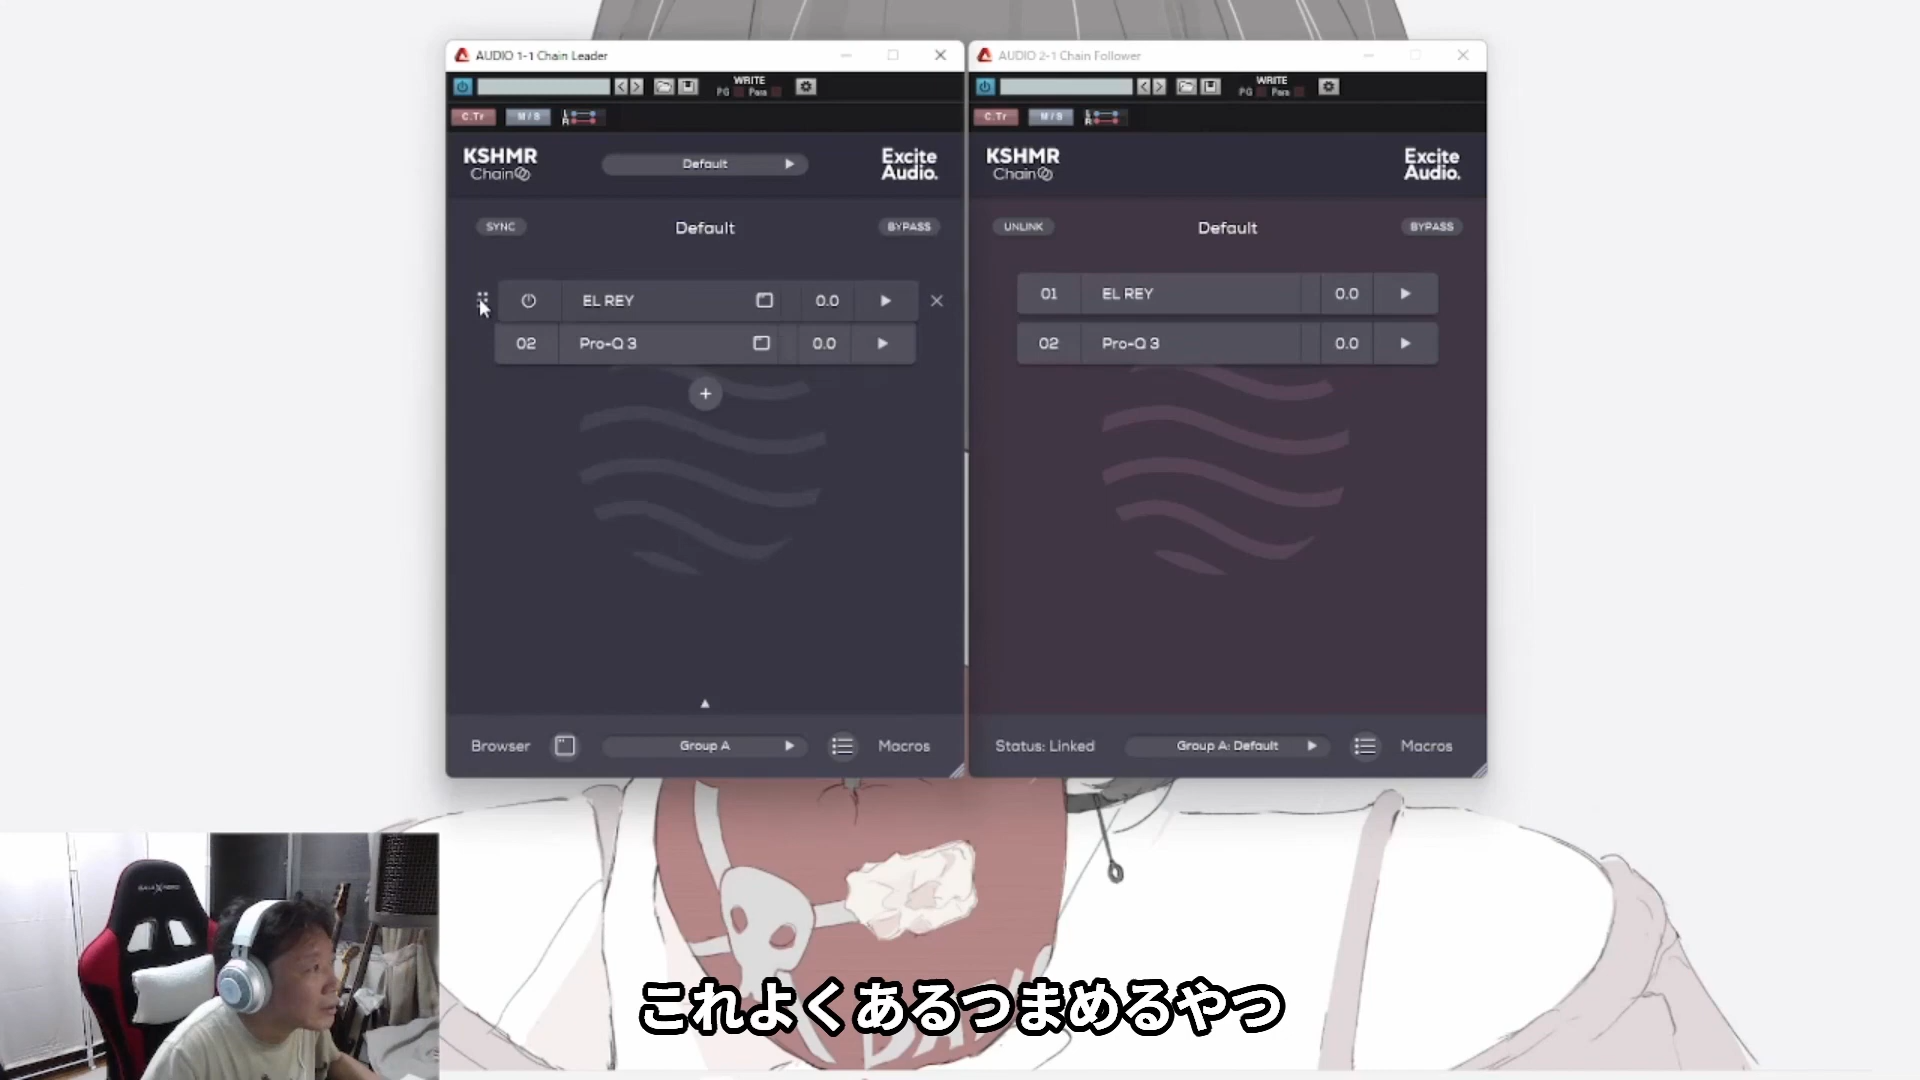 AUDIO 1-1 Chain Leader
WRITE
PG Para
C.Tr M/S L R
KSHMR
Chain
Default
Excite
Audio.
SYNC Default BYPASS
EL REY 0.0
02 Pro-Q 3 0.0
+
Browser Group A Macros
AUDIO 2-1 Chain Follower
WRITE
PG Para
C.Tr M/S L R
KSHMR
Chain
Excite
Audio.
UNLINK Default BYPASS
01 EL REY 0.0
02 Pro-Q 3 0.0
Status: Linked Group A: Default Macros
これよくあるつまめるやつ